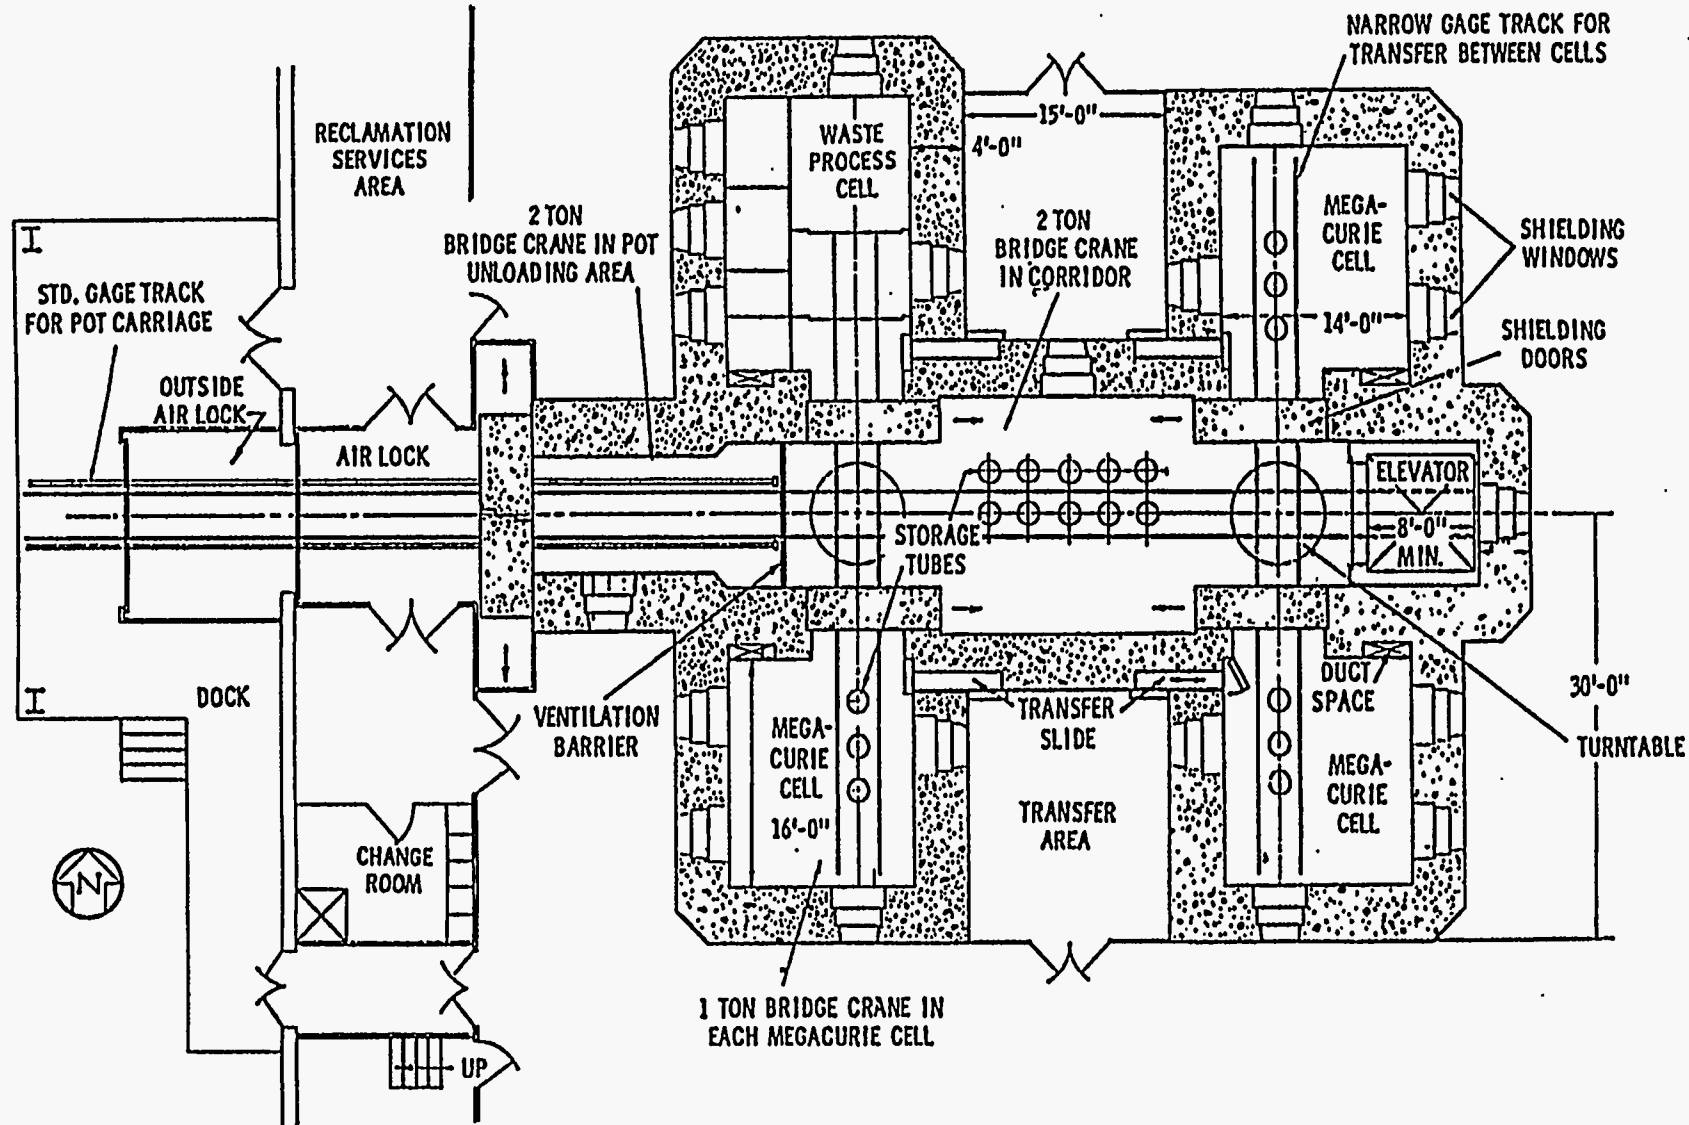 NARROW GAGE TRACK FOR
TRANSFER BETWEEN CELLS
RECLAMATION
SERVICES
AREA
WASTE
PROCESS
CELL
15'-0"
4'-0"
2 TON
BRIDGE CRANE IN POT
UNLOADING AREA
2 TON
BRIDGE CRANE
IN CORRIDOR
MEGA-
CURIE
CELL
SHIELDING
WINDOWS
STD. GAGE TRACK
FOR POT CARRIAGE
14'-0"
SHIELDING
DOORS
OUTSIDE
AIR LOCK
AIR LOCK
ELEVATOR
8'-0"
MIN.
STORAGE
TUBES
DOCK
VENTILATION
BARRIER
MEGA-
CURIE
CELL
16'-0"
TRANSFER
SLIDE
DUCT
SPACE
30'-0"
TURNTABLE
MEGA-
CURIE
CELL
TRANSFER
AREA
CHANGE
ROOM
N
1 TON BRIDGE CRANE IN
EACH MEGACURIE CELL
UP